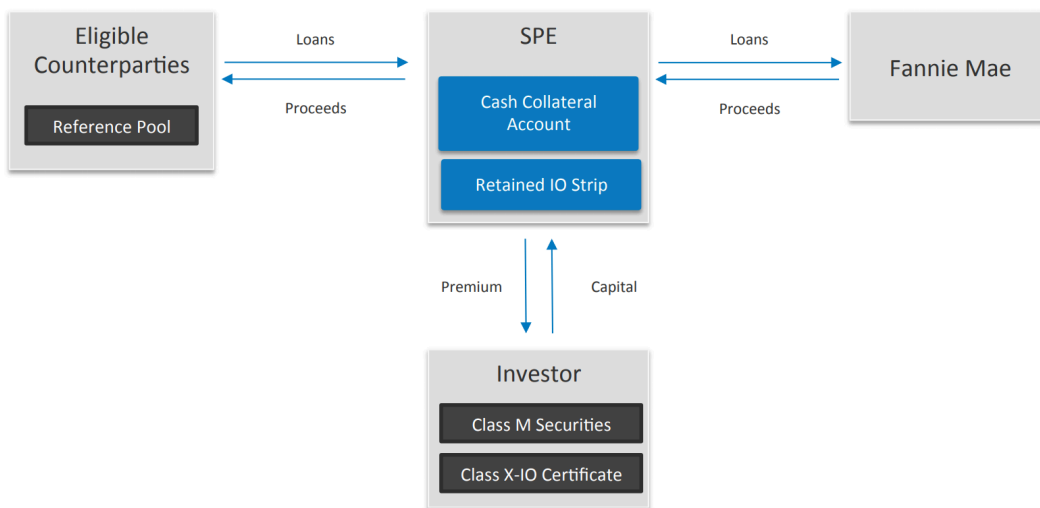 Eligible
Counterparties
Reference Pool
Loans
Proceeds
SPE
Cash Collateral
Account
Retained IO Strip
Loans
Proceeds
Fannie Mae
Premium
Capital
Investor
Class M Securities
Class X-IO Certificate